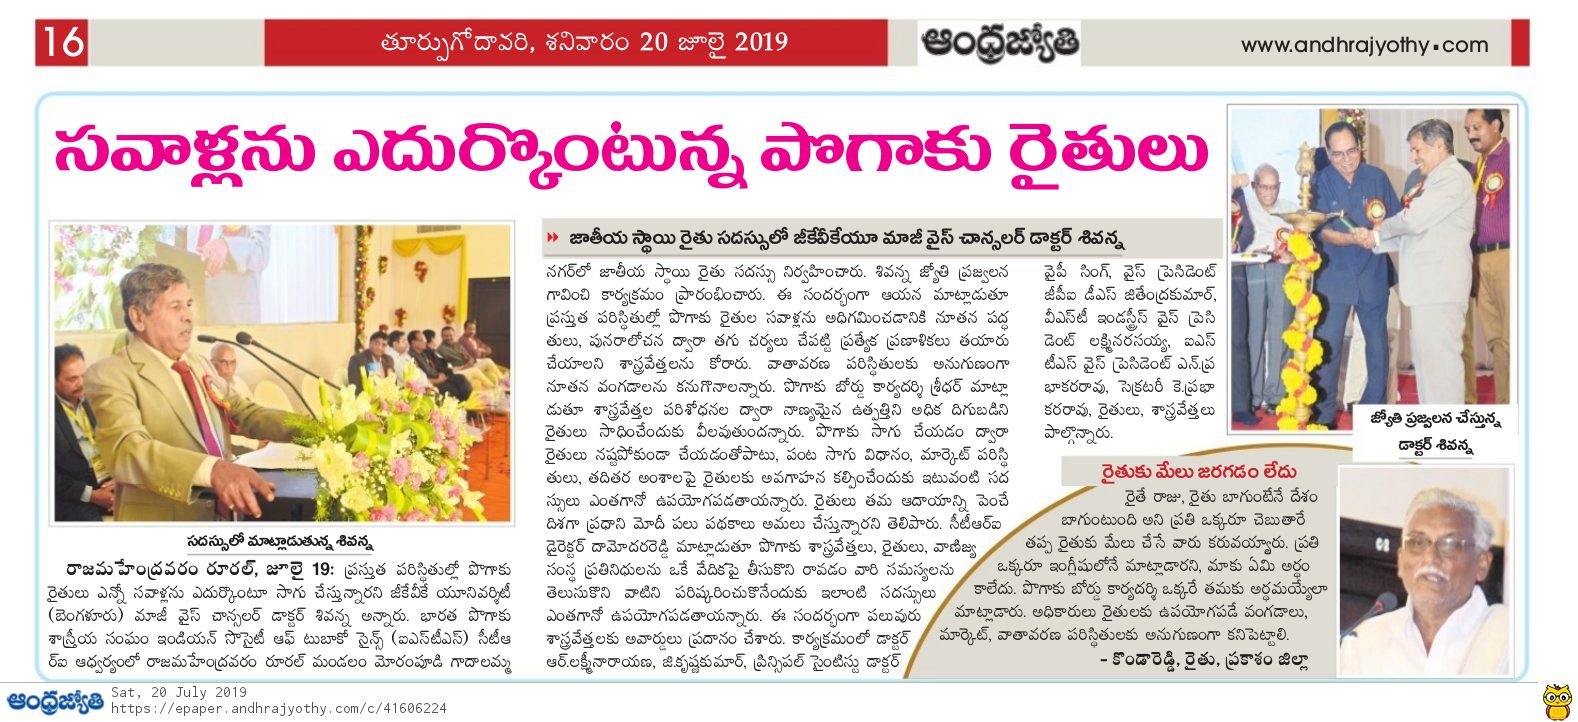 16
తూర్పుగోదావరి, శనివారం 20 జూలై 2019
ఆంధ్రజ్యోతి
www.andhrajyothy.com
సవాళ్లను ఎదుర్కొంటున్న పొగాకు రైతులు
సదస్సులో మాట్లాడుతున్న శివన్న
రాజమహేంద్రవరం రూరల్, జూలై 19: ప్రస్తుత పరిస్థితుల్లో పొగాకు
రైతులు ఎన్నో సవాళ్లను ఎదుర్కొంటూ సాగు చేస్తున్నారని జీకేవీకే యూనివర్శిటీ
(బెంగళూరు) మాజీ వైస్ చాన్సలర్ డాక్టర్ శివన్న అన్నారు. భారత పొగాకు
శాస్త్రీయ సంఘం ఇండియన్ సొసైటీ ఆఫ్ టుబాకో సైన్స్ (ఐఎస్‌టీఎస్) సీటీఆ
ర్ఐ ఆధ్వర్యంలో రాజమహేంద్రవరం రూరల్ మండలం మోరంపూడి గాదాలమ్మ
జాతీయ స్థాయి రైతు సదస్సులో జీకేవీకేయూ మాజీ వైస్ చాన్సలర్ డాక్టర్ శివన్న
నగర్‌లో జాతీయ స్థాయి రైతు సదస్సు నిర్వహించారు. శివన్న జ్యోతి ప్రజ్వలన
గావించి కార్యక్రమం ప్రారంభించారు. ఈ సందర్భంగా ఆయన మాట్లాడుతూ
ప్రస్తుత పరిస్థితుల్లో పొగాకు రైతుల సవాళ్లను అధిగమించడానికి నూతన పద్ధ
తులు, పునరాలోచన ద్వారా తగు చర్యలు చేపట్టి ప్రత్యేక ప్రణాళికలు తయారు
చేయాలని శాస్త్రవేత్తలను కోరారు. వాతావరణ పరిస్థితులకు అనుగుణంగా
నూతన వంగడాలను కనుగొనాలన్నారు. పొగాకు బోర్డు కార్యదర్శి శ్రీధర్ మాట్లా
డుతూ శాస్త్రవేత్తల పరిశోధనల ద్వారా నాణ్యమైన ఉత్పత్తిని అధిక దిగుబడిని
రైతులు సాధించేందుకు వీలవుతుందన్నారు. పొగాకు సాగు చేయడం ద్వారా
రైతులు నష్టపోకుండా చేయడంతోపాటు, పంట సాగు విధానం, మార్కెట్ పరిస్థి
తులు, తదితర అంశాలపై రైతులకు అవగాహన కల్పించేందుకు ఇటువంటి సద
స్సులు ఎంతగానో ఉపయోగపడతాయన్నారు. రైతులు తమ ఆదాయాన్ని పెంచే
దిశగా ప్రధాని మోదీ పలు పథకాలు అమలు చేస్తున్నారని తెలిపారు. సీటీఆర్ఐ
డైరెక్టర్ దామోదరరెడ్డి మాట్లాడుతూ పొగాకు శాస్త్రవేత్తలు, రైతులు, వాణిజ్య
సంస్థ ప్రతినిధులను ఒకే వేదికపై తీసుకొని రావడం వారి సమస్యలను
తెలుసుకొని వాటిని పరిష్కరించుకొనేందుకు ఇలాంటి సదస్సులు
ఎంతగానో ఉపయోగపడతాయన్నారు. ఈ సందర్భంగా పలువురు
శాస్త్రవేత్తలకు అవార్డులు ప్రదానం చేశారు. కార్యక్రమంలో డాక్టర్
ఆర్.లక్ష్మీనారాయణ, జి.కృష్ణకుమార్, ప్రిన్సిపల్ సైంటిస్టు డాక్టర్
వైపీ సింగ్, వైస్ ప్రెసిడెంట్
జీపీఐ డీఎస్ జితేంద్రకుమార్,
వీఎస్‌టీ ఇండస్ట్రీస్ వైస్ ప్రెసి
డెంట్ లక్ష్మీనరసయ్య, ఐఎస్
టీఎస్ వైస్ ప్రెసిడెంట్ ఎన్.ప్ర
భాకరరావు, సెక్రటరీ కె.ప్రభా
కరరావు, రైతులు, శాస్త్రవేత్తలు
పాల్గొన్నారు.
జ్యోతి ప్రజ్వలన చేస్తున్న
డాక్టర్ శివన్న
రైతుకు మేలు జరగడం లేదు
రైతే రాజు, రైతు బాగుంటేనే దేశం
బాగుంటుంది అని ప్రతి ఒక్కరూ చెబుతారే
తప్ప రైతుకు మేలు చేసే వారు కరువయ్యారు. ప్రతి
ఒక్కరూ ఇంగ్లీషులోనే మాట్లాడారని, మాకు ఏమి అర్థం
కాలేదు. పొగాకు బోర్డు కార్యదర్శి ఒక్కరే తమకు అర్థమయ్యేలా
మాట్లాడారు. అధికారులు రైతులకు ఉపయోగపడే వంగడాలు,
మార్కెట్, వాతావరణ పరిస్థితులకు అనుగుణంగా కనిపెట్టాలి.
- కొండారెడ్డి, రైతు, ప్రకాశం జిల్లా
ఆంధ్రజ్యోతి
Sat, 20 July 2019
https://epaper.andhrajyothy.com/c/41606224